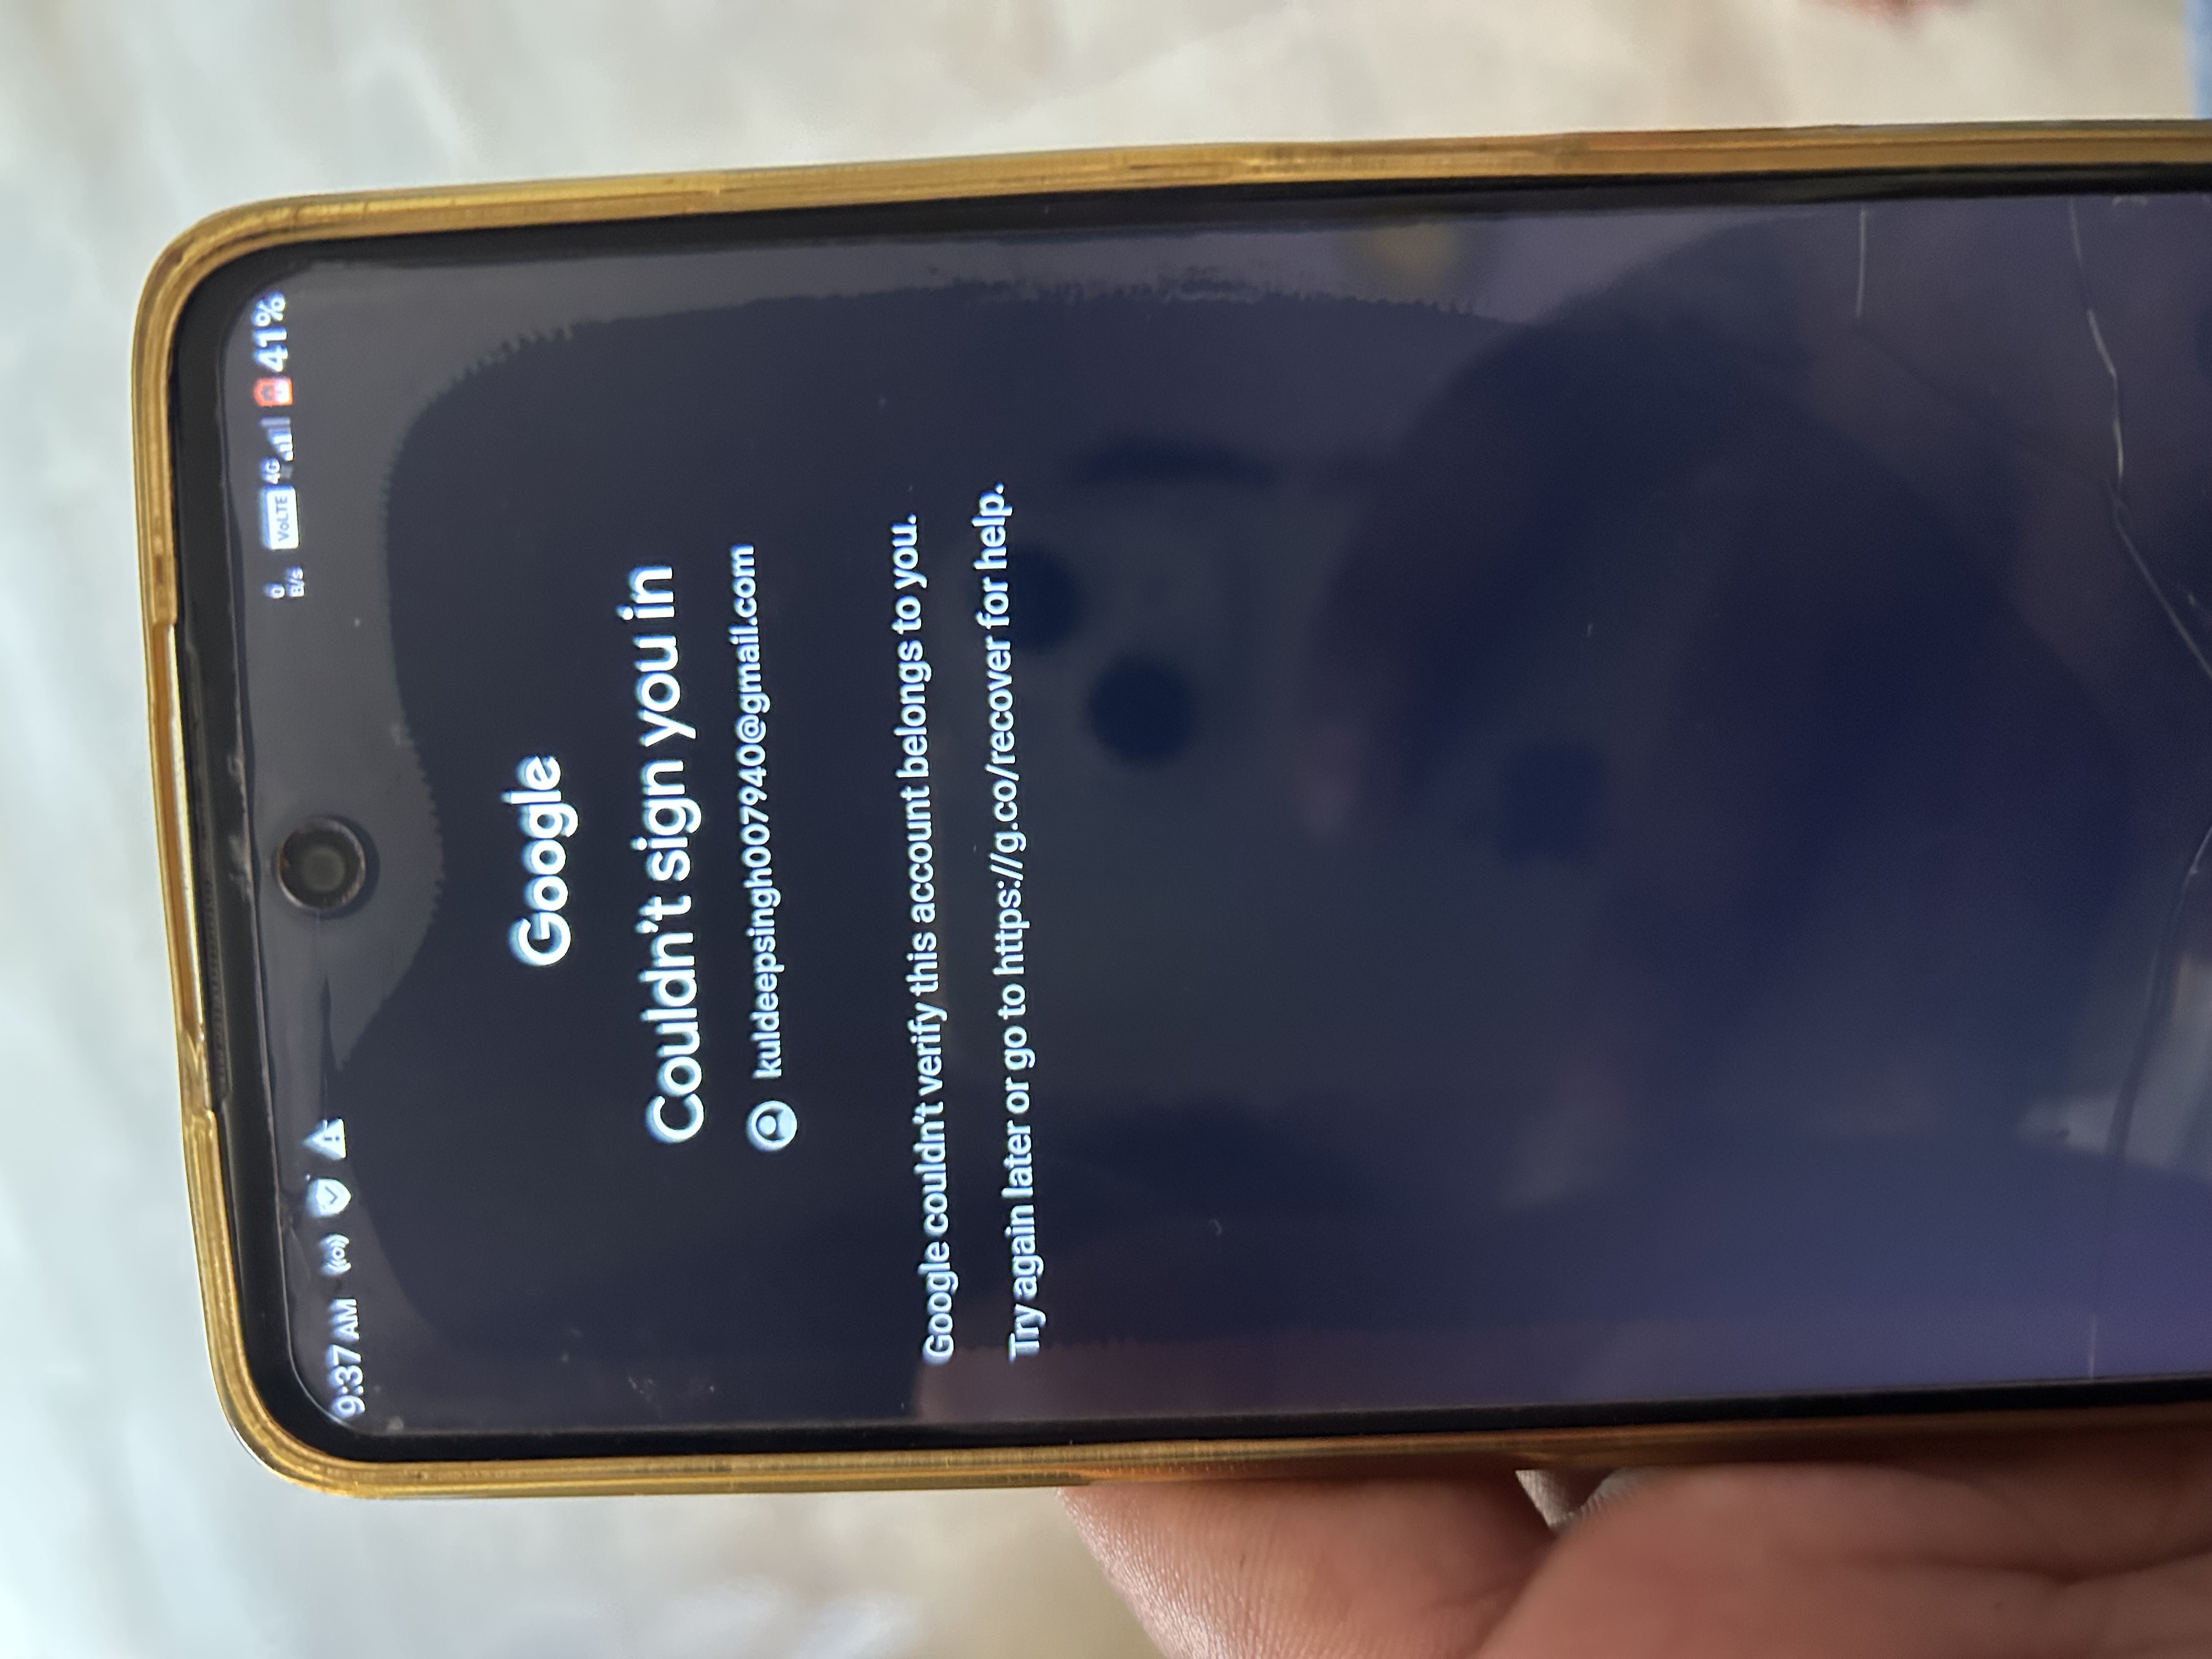 9:37 AM
0 B/s VoLTE 4G 41%
Google
Couldn't sign you in
kuldeepsingh007940@gmail.com
Google couldn't verify this account belongs to you.
Try again later or go to https://g.co/recover for help.